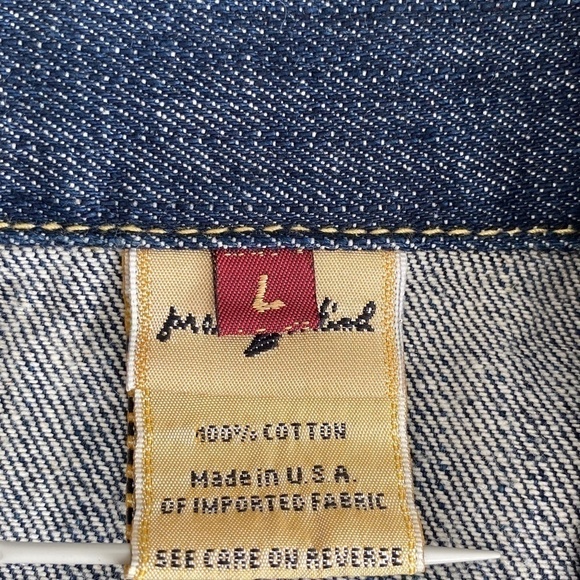 L
100% COTTON
Made in U.S.A.
OF IMPORTED FABRIC
SEE CARE ON REVERSE